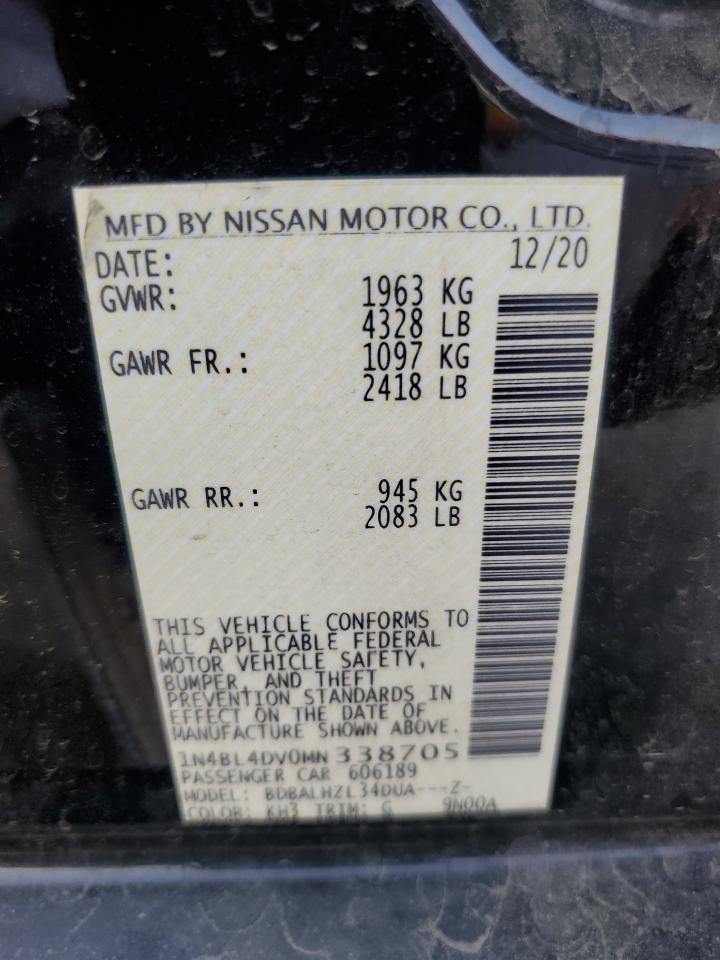 MFD BY NISSAN MOTOR CO., LTD.
DATE: 12/20
GVWR: 1963 KG
4328 LB
GAWR FR.: 1097 KG
2418 LB
GAWR RR.: 945 KG
2083 LB
THIS VEHICLE CONFORMS TO
ALL APPLICABLE FEDERAL
MOTOR VEHICLE SAFETY,
BUMPER, AND THEFT
PREVENTION STANDARDS IN
EFFECT ON THE DATE OF
MANUFACTURE SHOWN ABOVE.
1N4BL4DV0MN 338705
PASSENGER CAR 606189
MODEL: BDBALHZL34DUA---Z-
COLOR: KH3 TRIM: G 9N00A